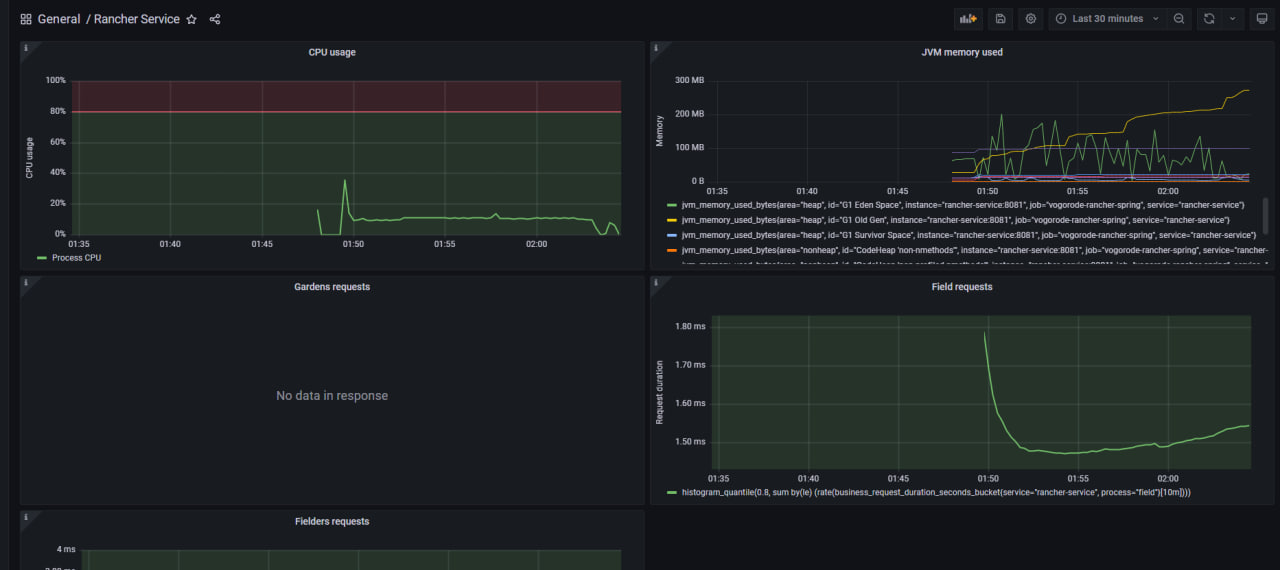 General / Rancher Service
Last 30 minutes
CPU usage
100%
80%
60%
40%
20%
0%
CPU usage
01:35 01:40 01:45 01:50 01:55 02:00
Process CPU
JVM memory used
300 MB
200 MB
100 MB
0 B
Memory
01:35 01:40 01:45 01:50 01:55 02:00
jvm_memory_used_bytes{area="heap", id="G1 Eden Space", instance="rancher-service:8081", job="vogorode-rancher-spring", service="rancher-service"}
jvm_memory_used_bytes{area="heap", id="G1 Old Gen", instance="rancher-service:8081", job="vogorode-rancher-spring", service="rancher-service"}
jvm_memory_used_bytes{area="heap", id="G1 Survivor Space", instance="rancher-service:8081", job="vogorode-rancher-spring", service="rancher-service"}
jvm_memory_used_bytes{area="nonheap", id="CodeHeap 'non-nmethods'", instance="rancher-service:8081", job="vogorode-rancher-spring", service="rancher-
Gardens requests
No data in response
Field requests
1.80 ms
1.70 ms
1.60 ms
1.50 ms
Request duration
01:35 01:40 01:45 01:50 01:55 02:00
histogram_quantile(0.8, sum by(le) (rate(business_request_duration_seconds_bucket{service="rancher-service", process="field"}[10m])))
Fielders requests
4 ms